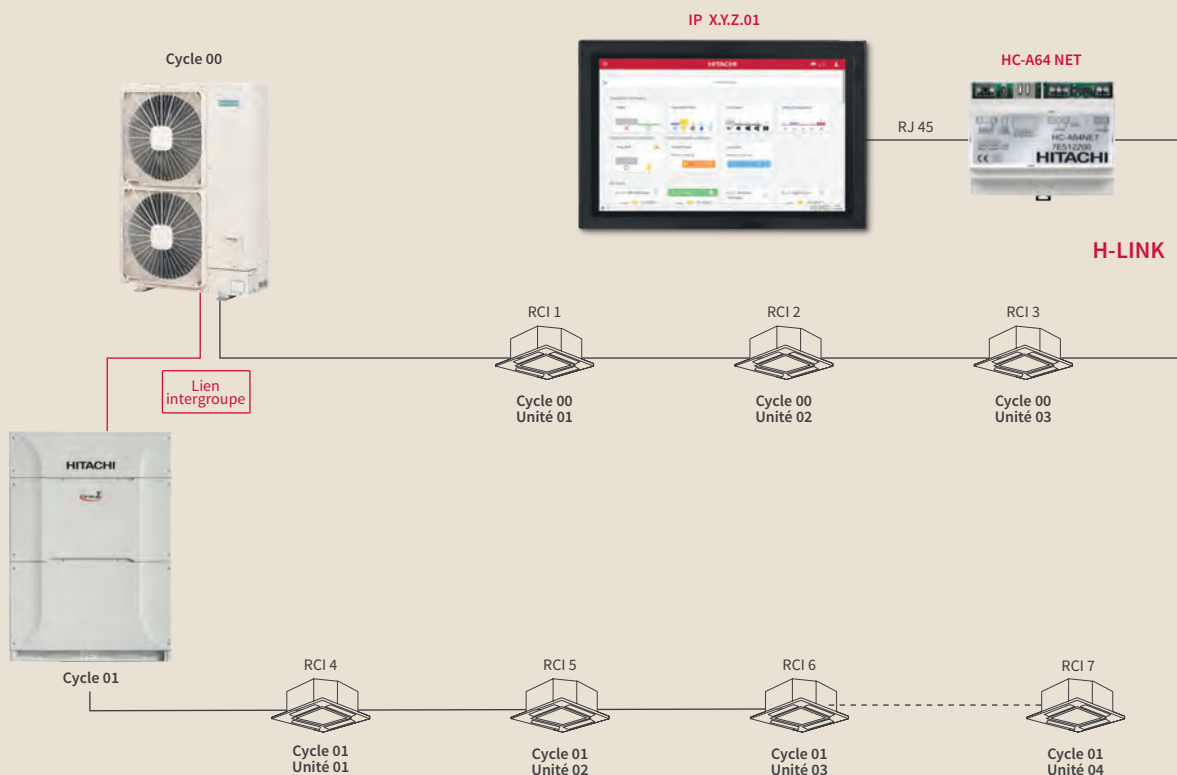 IP X.Y.Z.01
Cycle 00
HC-A64 NET
HITACHI
RJ 45
HC-A64NET
7E512200
HITACHI
H-LINK
RCI 1
RCI 2
RCI 3
Lien
intergroupe
Cycle 00
Unité 01
Cycle 00
Unité 02
Cycle 00
Unité 03
HITACHI
Cycle 01
RCI 4
RCI 5
RCI 6
RCI 7
Cycle 01
Unité 01
Cycle 01
Unité 02
Cycle 01
Unité 03
Cycle 01
Unité 04